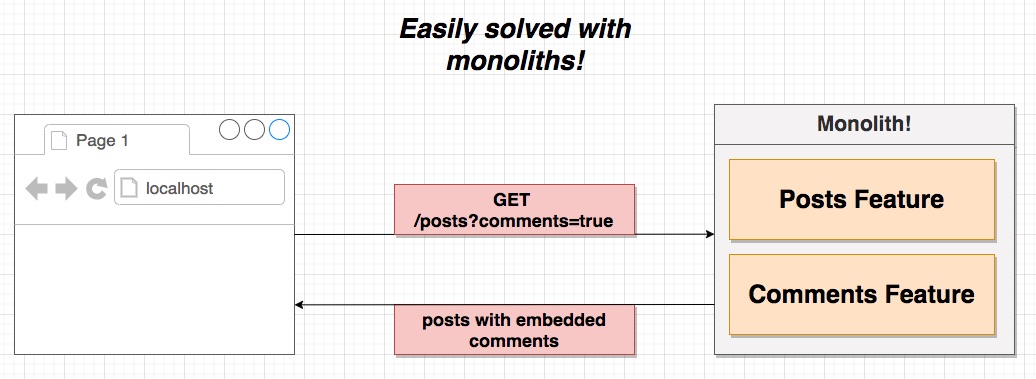 Easily solved with
monoliths!
Page 1
localhost
GET
/posts?comments=true
posts with embedded
comments
Monolith!
Posts Feature
Comments Feature